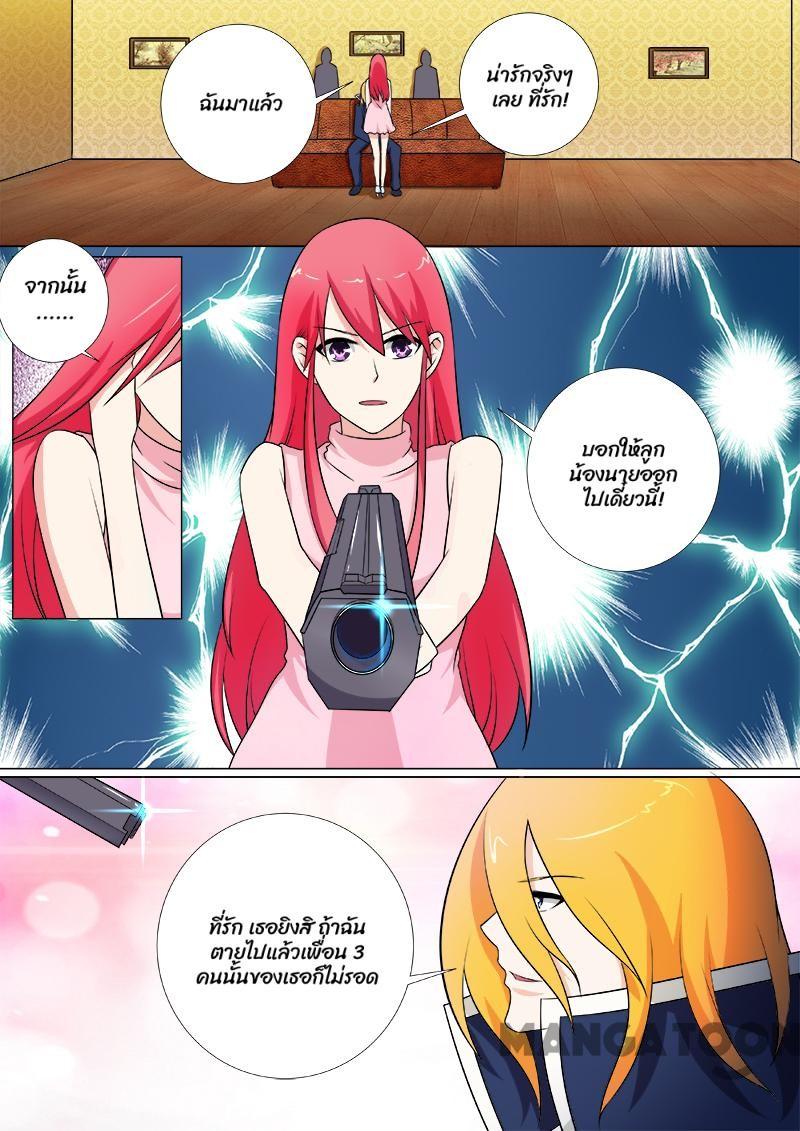 ฉันมาแล้ว
น่ารักจริงๆ
เลย ที่รัก!
จากนั้น
......
บอกให้ลูก
น้องนายออก
ไปเดี๋ยวนี้!
ที่รัก เธอยิงสิ ถ้าฉัน
ตายไปแล้วเพื่อน 3
คนนั้นของเธอก็ไม่รอด
MANGATOON